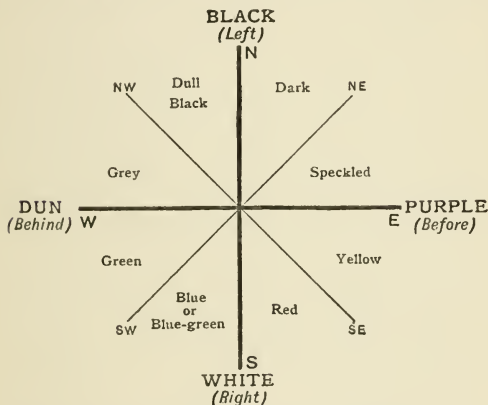 BLACK
(Left)
N
NW
Dull
Black
Dark
NE
Grey
Speckled
DUN
(Behind)
W
E
PURPLE
(Before)
Green
Yellow
Blue
or
Blue-green
Red
SW
SE
S
WHITE
(Right)